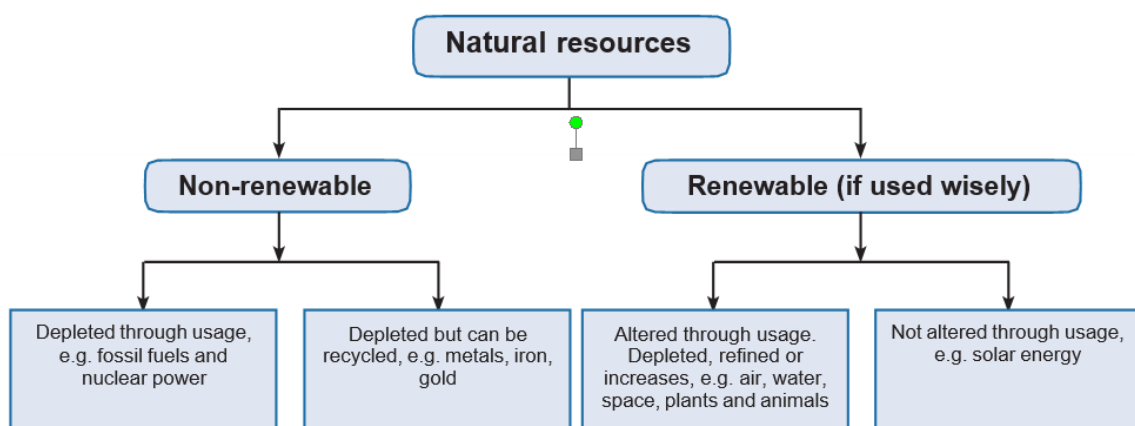 Natural resources
Non-renewable
Renewable (if used wisely)
Depleted through usage,
e.g. fossil fuels and
nuclear power
Depleted but can be
recycled, e.g. metals, iron,
gold
Altered through usage.
Depleted, refined or
increases, e.g. air, water,
space, plants and animals
Not altered through usage,
e.g. solar energy